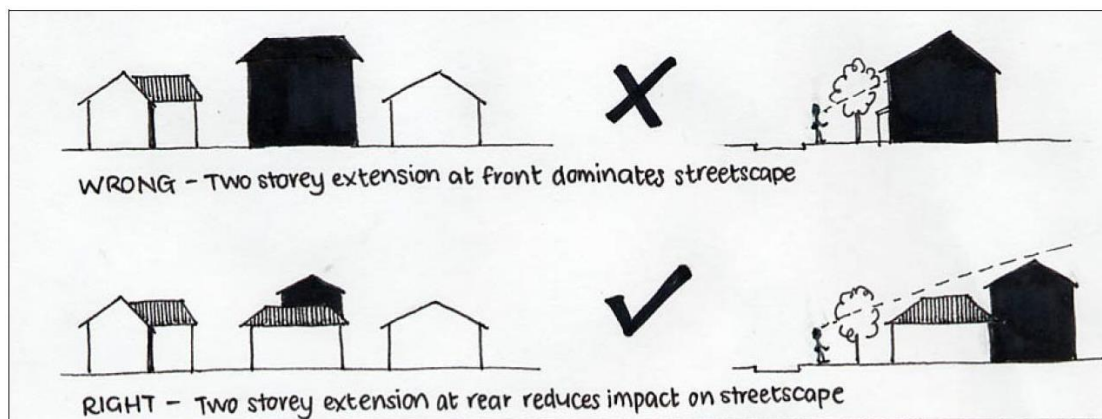 WRONG - TWO STOREY EXTENSION AT FRONT DOMINATES STREETSCAPE
RIGHT - TWO STOREY EXTENSION AT REAR REDUCES IMPACT ON STREETSCAPE